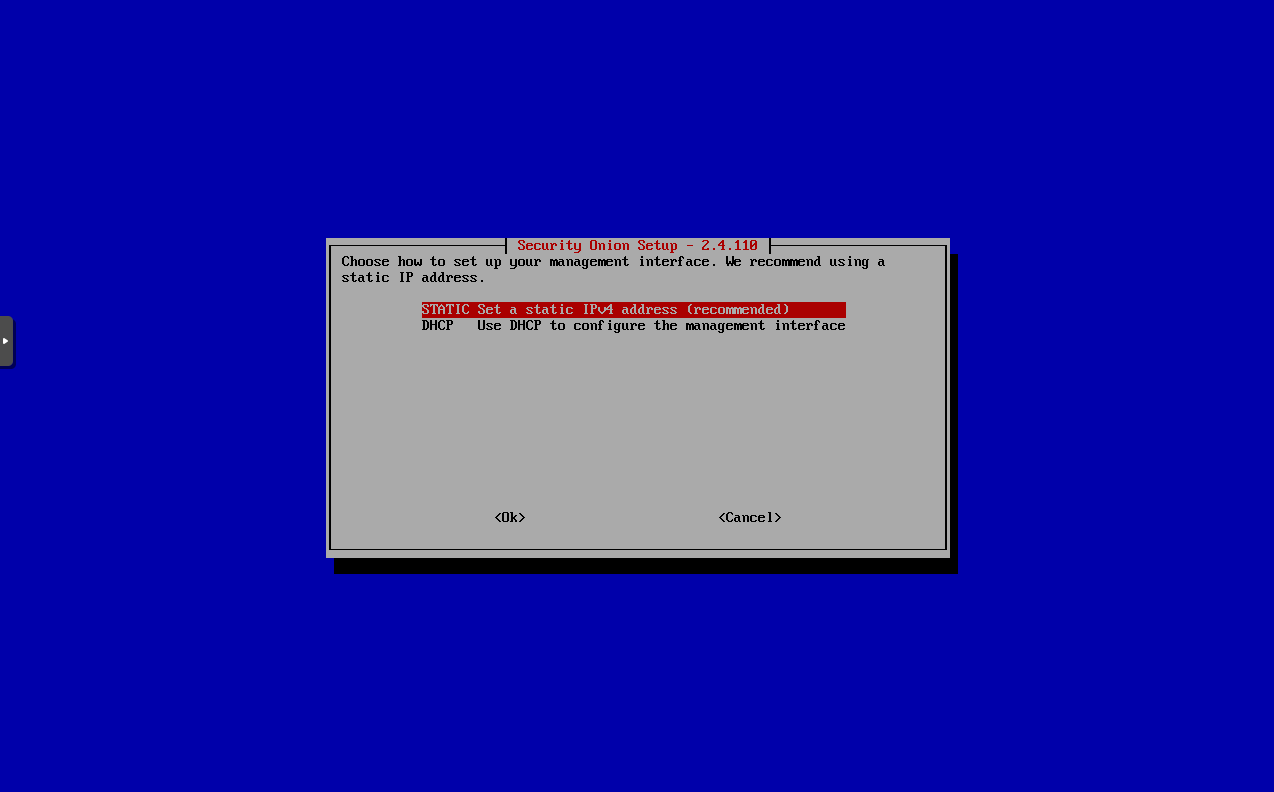 Security Onion Setup - 2.4.110
Choose how to set up your management interface. We recommend using a
static IP address.
STATIC Set a static IPv4 address (recommended)
DHCP Use DHCP to configure the management interface
<Ok> <Cancel>